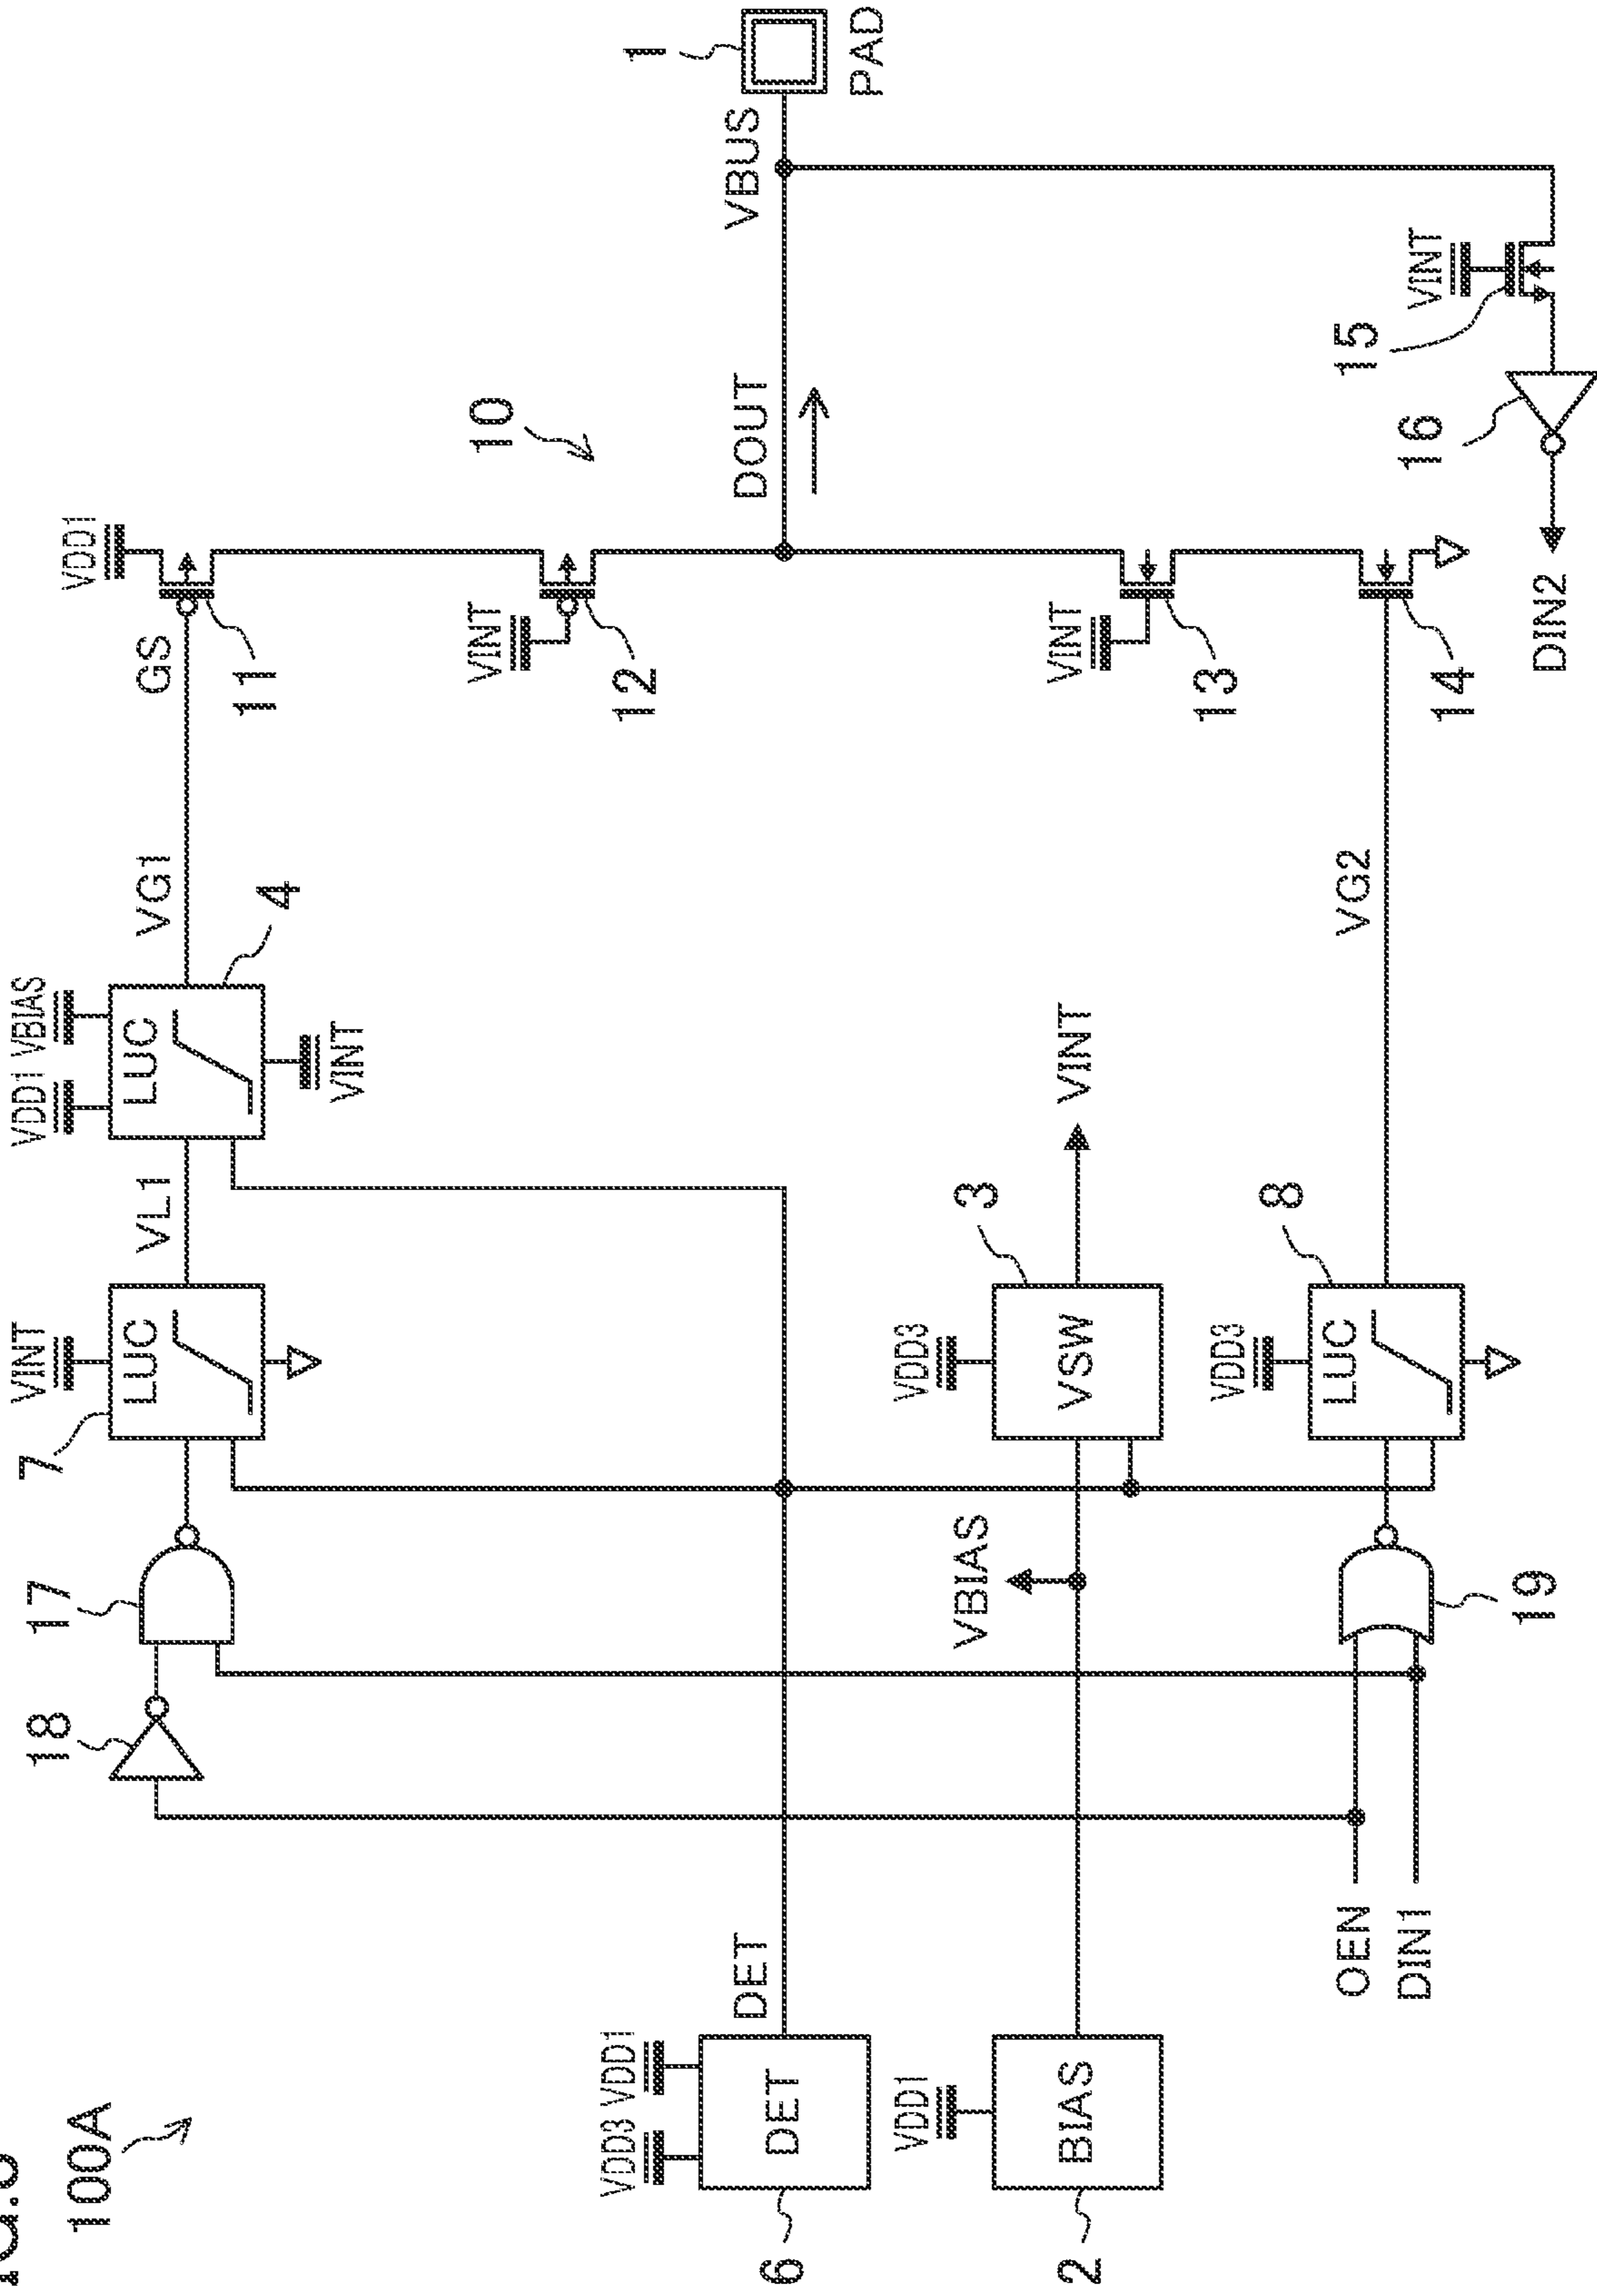 100A
VDD1
GS
11
VG1
VDD1 VBIAS
LUC
4
VINT
VL1
VINT
LUC
7
17
18
VINT
12
10
DOUT
VBUS
1
PAD
VINT
13
14
VG2
VINT
15
16
DIN2
VDD3 VDD1
DET
6
DET
VDD1
BIAS
2
VBIAS
VDD3
VSW
3
VINT
VDD3
LUC
8
19
OEN
DIN1